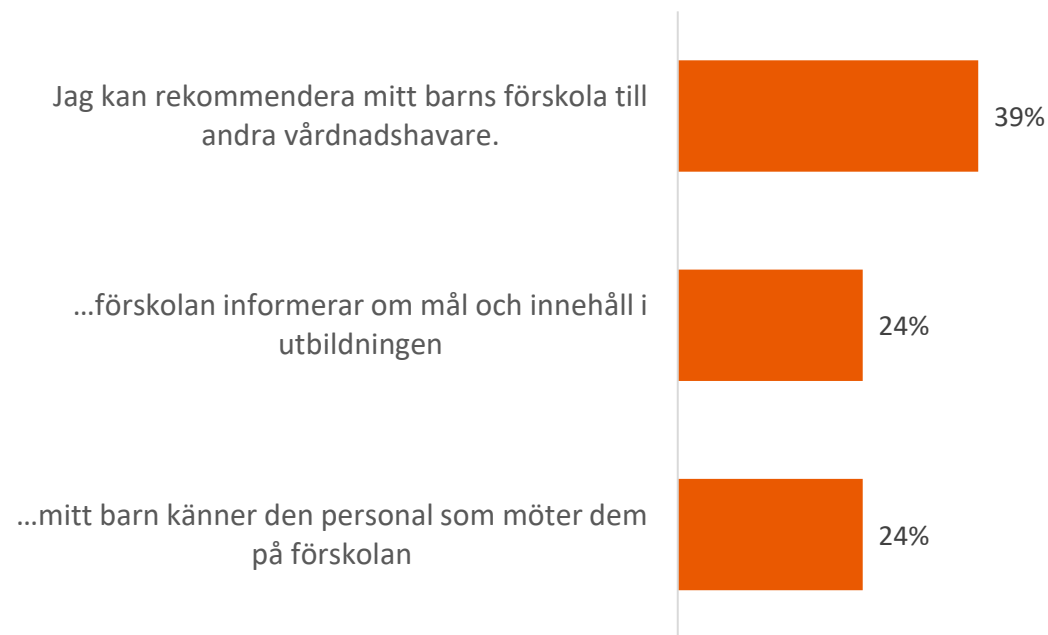 Jag kan rekommendera mitt barns förskola till
andra vårdnadshavare.
39%
...förskolan informerar om mål och innehåll i
utbildningen
24%
...mitt barn känner den personal som möter dem
på förskolan
24%